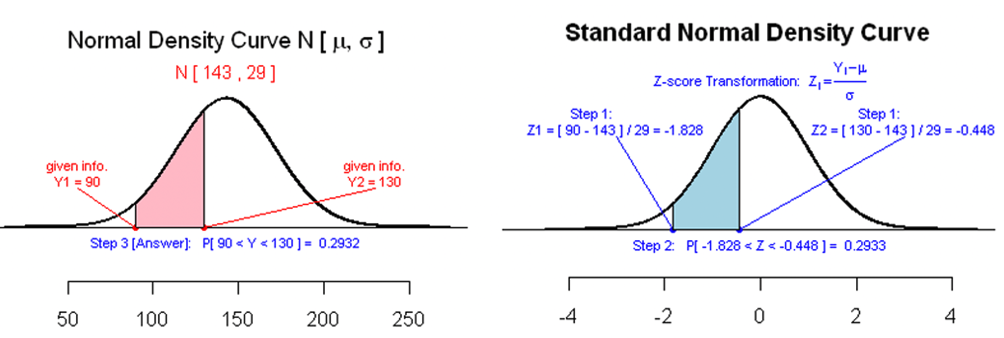 Normal Density Curve N [ μ, σ ]
N [ 143 , 29 ]
given info.
Y1 = 90
given info.
Y2 = 130
Step 3 [Answer]: P[ 90 < Y < 130 ] = 0.2932
50 100 150 200 250
Standard Normal Density Curve
Z-score Transformation: Z₁= Y₁−μ / σ
Step 1:
Z1 = [ 90 - 143 ] / 29 = -1.828
Step 1:
Z2 = [ 130 - 143 ] / 29 = -0.448
Step 2: P[ -1.828 < Z < -0.448 ] = 0.2933
-4 -2 0 2 4